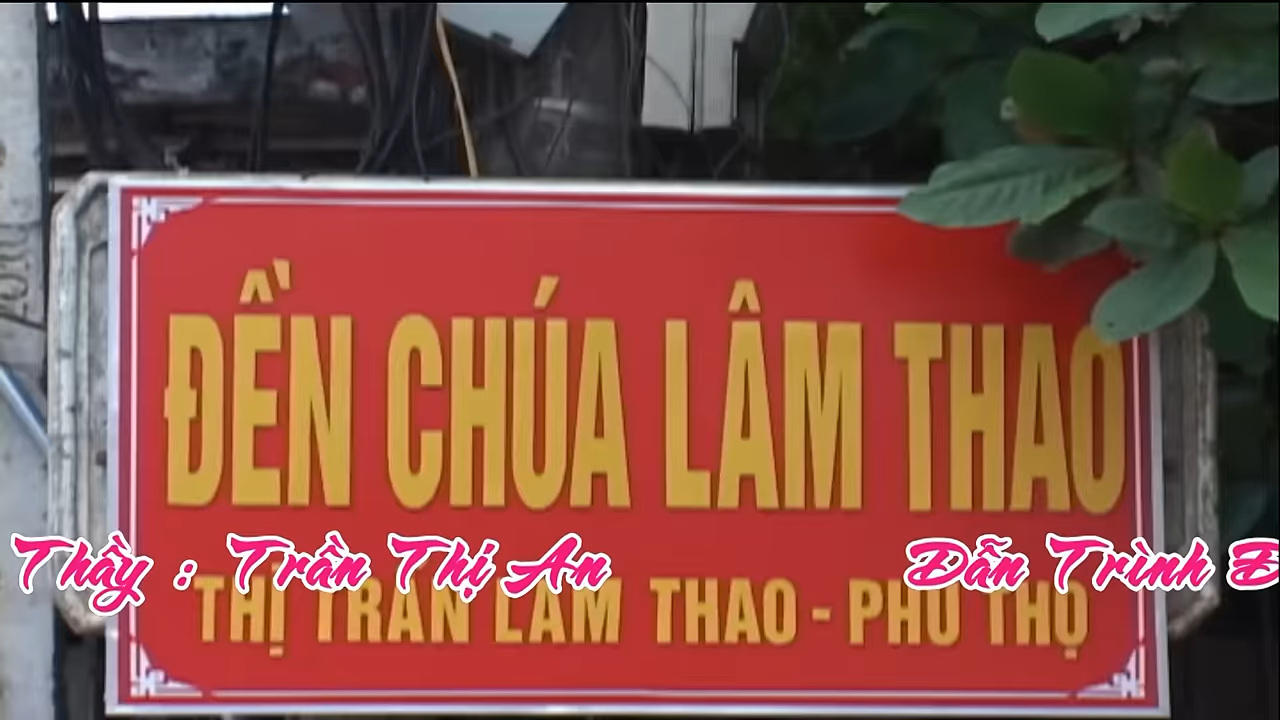 ĐỀN CHÚA LÂM THAO
Thầy : Trần Thị An Dẫn Trình
THỊ TRẤN LÂM THAO - PHÚ THỌ